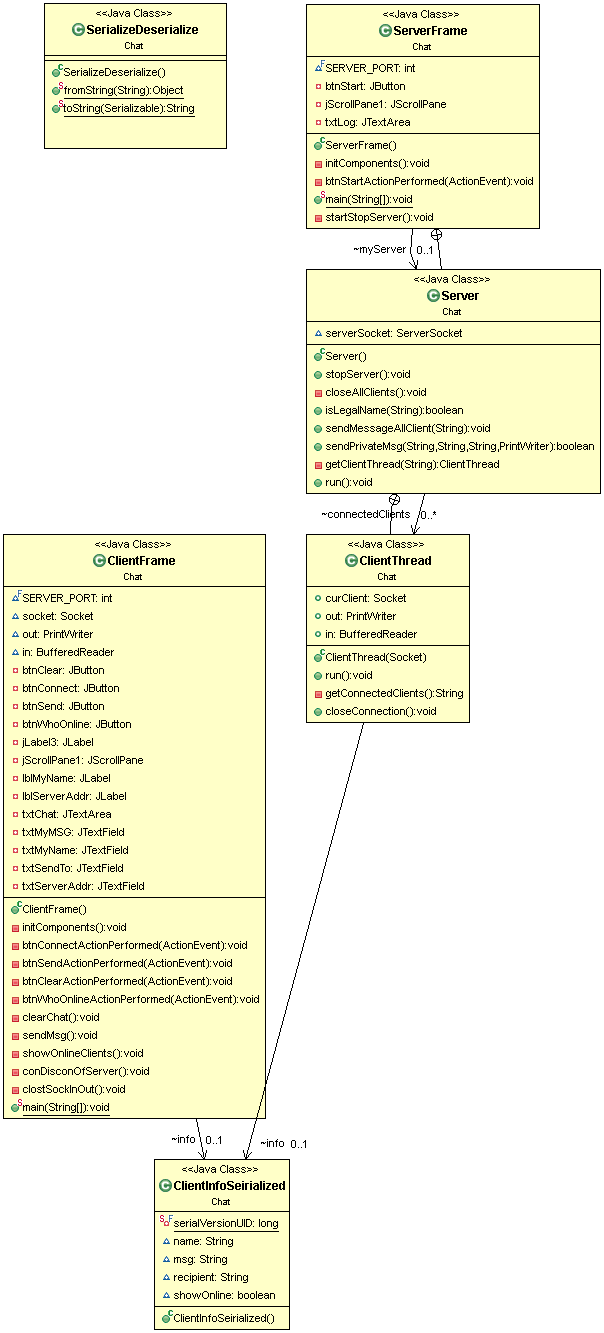 <<Java Class>>
SerializeDeserialize
Chat
SerializeDeserialize()
fromString(String):Object
toString(Serializable):String
<<Java Class>>
ServerFrame
Chat
SERVER_PORT: int
btnStart: JButton
jScrollPane1: JScrollPane
txtLog: JTextArea
ServerFrame()
initComponents():void
btnStartActionPerformed(ActionEvent):void
main(String[]):void
startStopServer():void
~myServer 0..1
<<Java Class>>
Server
Chat
serverSocket: ServerSocket
Server()
stopServer():void
closeAllClients():void
isLegalName(String):boolean
sendMessageAllClient(String):void
sendPrivateMsg(String,String,String,PrintWriter):boolean
getClientThread(String):ClientThread
run():void
~connectedClients 0..*
<<Java Class>>
ClientFrame
Chat
SERVER_PORT: int
socket: Socket
out: PrintWriter
in: BufferedReader
btnClear: JButton
btnConnect: JButton
btnSend: JButton
btnWhoOnline: JButton
jLabel3: JLabel
jScrollPane1: JScrollPane
lblMyName: JLabel
lblServerAddr: JLabel
txtChat: JTextArea
txtMyMSG: JTextField
txtMyName: JTextField
txtSendTo: JTextField
txtServerAddr: JTextField
ClientFrame()
initComponents():void
btnConnectActionPerformed(ActionEvent):void
btnSendActionPerformed(ActionEvent):void
btnClearActionPerformed(ActionEvent):void
btnWhoOnlineActionPerformed(ActionEvent):void
clearChat():void
sendMsg():void
showOnlineClients():void
conDisconOfServer():void
clostSockInOut():void
main(String[]):void
<<Java Class>>
ClientThread
Chat
curClient: Socket
out: PrintWriter
in: BufferedReader
ClientThread(Socket)
run():void
getConnectedClients():String
closeConnection():void
~info 0..1
~info 0..1
<<Java Class>>
ClientInfoSeirialized
Chat
serialVersionUID: long
name: String
msg: String
recipient: String
showOnline: boolean
ClientInfoSeirialized()